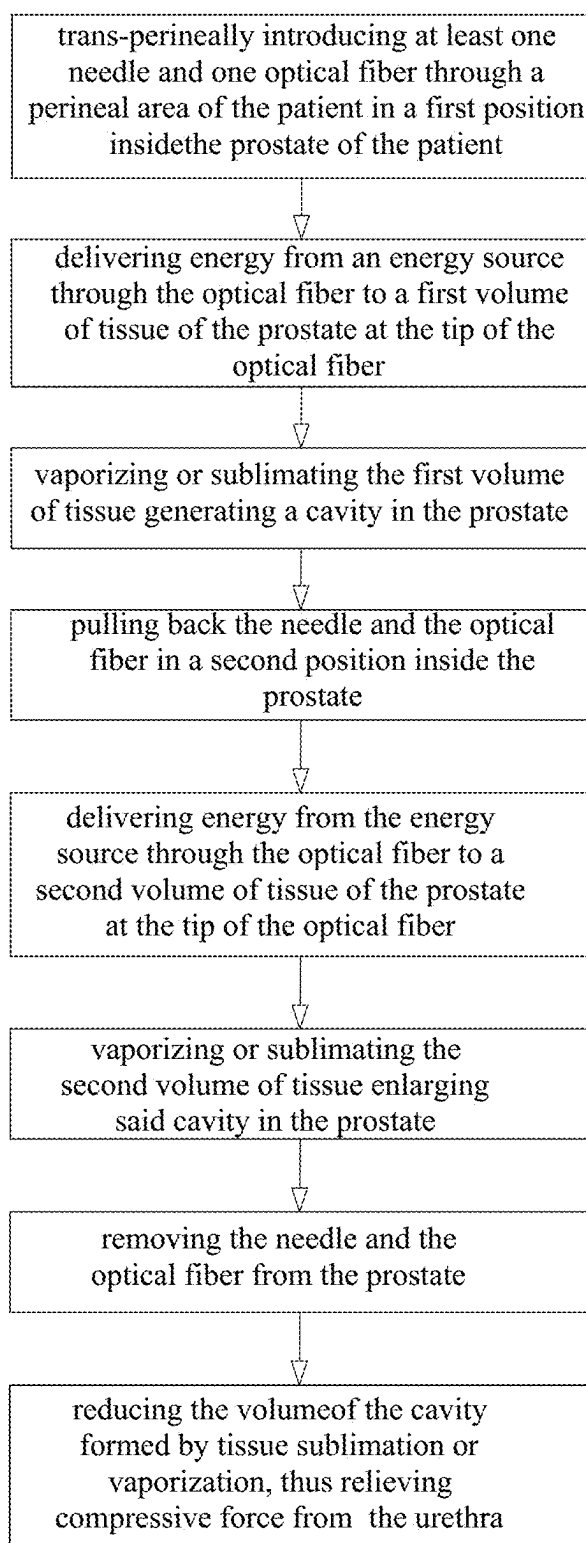 trans-perineally introducing at least one
needle and one optical fiber through a
perineal area of the patient in a first position
insidethe prostate of the patient
delivering energy from an energy source
through the optical fiber to a first volume
of tissue of the prostate at the tip of the
optical fiber
vaporizing or sublimating the first volume
of tissue generating a cavity in the prostate
pulling back the needle and the optical
fiber in a second position inside the
prostate
delivering energy from the energy
source through the optical fiber to a
second volume of tissue of the prostate
at the tip of the optical fiber
vaporizing or sublimating the
second volume of tissue enlarging
said cavity in the prostate
removing the needle and the
optical fiber from the prostate
reducing the volumeof the cavity
formed by tissue sublimation or
vaporization, thus relieving
compressive force from the urethra